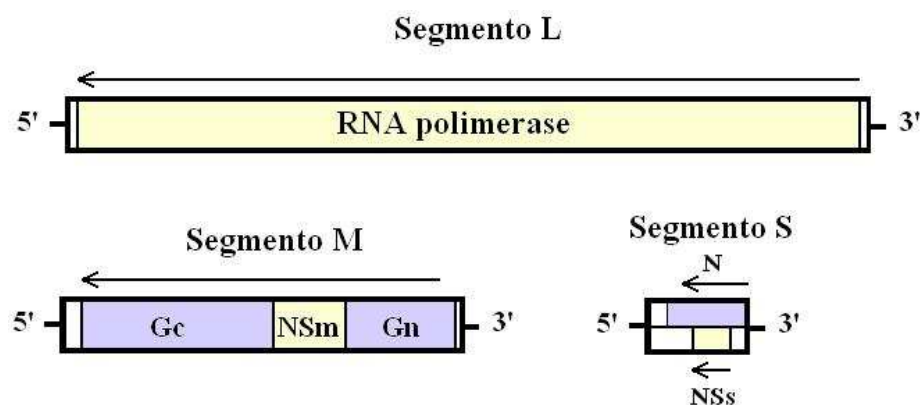 Segmento L
5' RNA polimerase 3'
Segmento M
Segmento S
N
5' Gc NSm Gn 3'
5' 3'
NSs